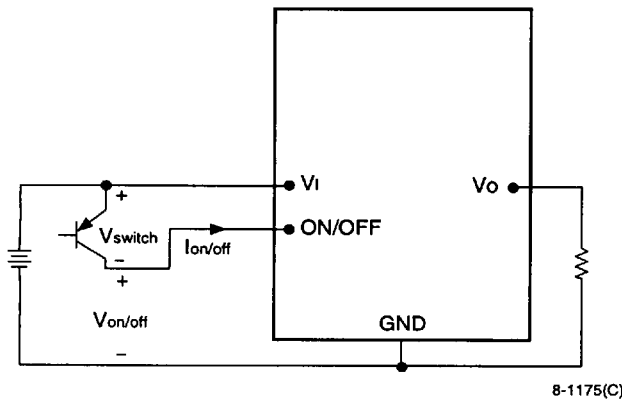 VI
VO
+
Vswitch
ON/OFF
Ion/off
–
+
Von/off
GND
–
8-1175(C)